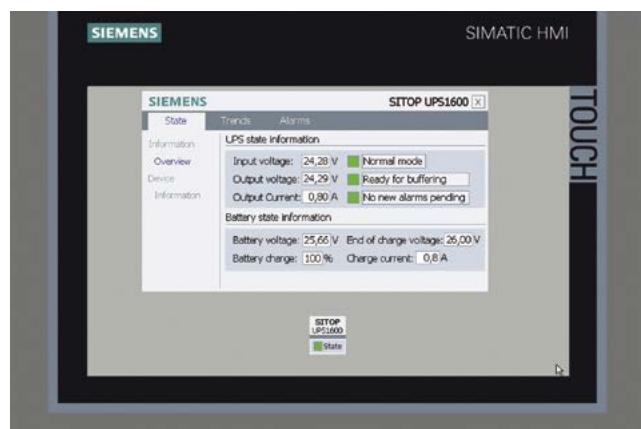 SIEMENS
SIMATIC HMI
TOUCH
SIEMENS
SITOP UPS1600 X
State Trends Alarms
Information
Overview
Device
Information
UPS state information
Input voltage: 24,28 V Normal mode
Output voltage: 24,29 V Ready for buffering
Output Current: 0,80 A No new alarms pending
Battery state information
Battery voltage: 25,66 V End of charge voltage: 26,00 V
Battery charge: 100 % Charge current: 0,8 A
SITOP
UPS1600
State